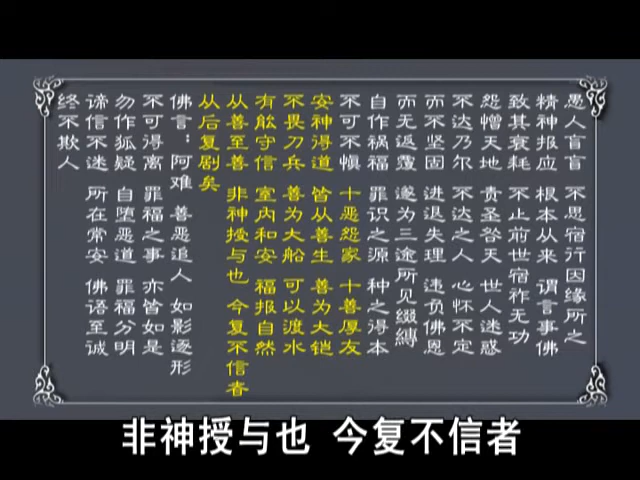 愚人盲盲 不思宿行因缘所之
精神报应 根本从来 谓言事佛
致其衰耗 不止前世宿祚无功
怨憎天地 责圣咎天 世人迷惑
不达乃尔 不达之人 心怀不定
而不坚固 进退失理 违负佛恩
而无返覆 遂为三途所见缀缚
自作祸福 罪识之源 种之得本
不可不慎 十恶怨家 十善厚友
安神得道 皆从善生 善为大铠
不畏刀兵 善为大船 可以渡水
有能守信 室内和安 福报自然
从善至善 非神授与也 今复不信者
从后复剧矣
佛言：阿难 善恶追人 如影逐形
不可得离 罪福之事 亦皆如是
勿作狐疑 自堕恶道 罪福分明
谛信不迷 所在常安 佛语至诚
终不欺人
非神授与也 今复不信者